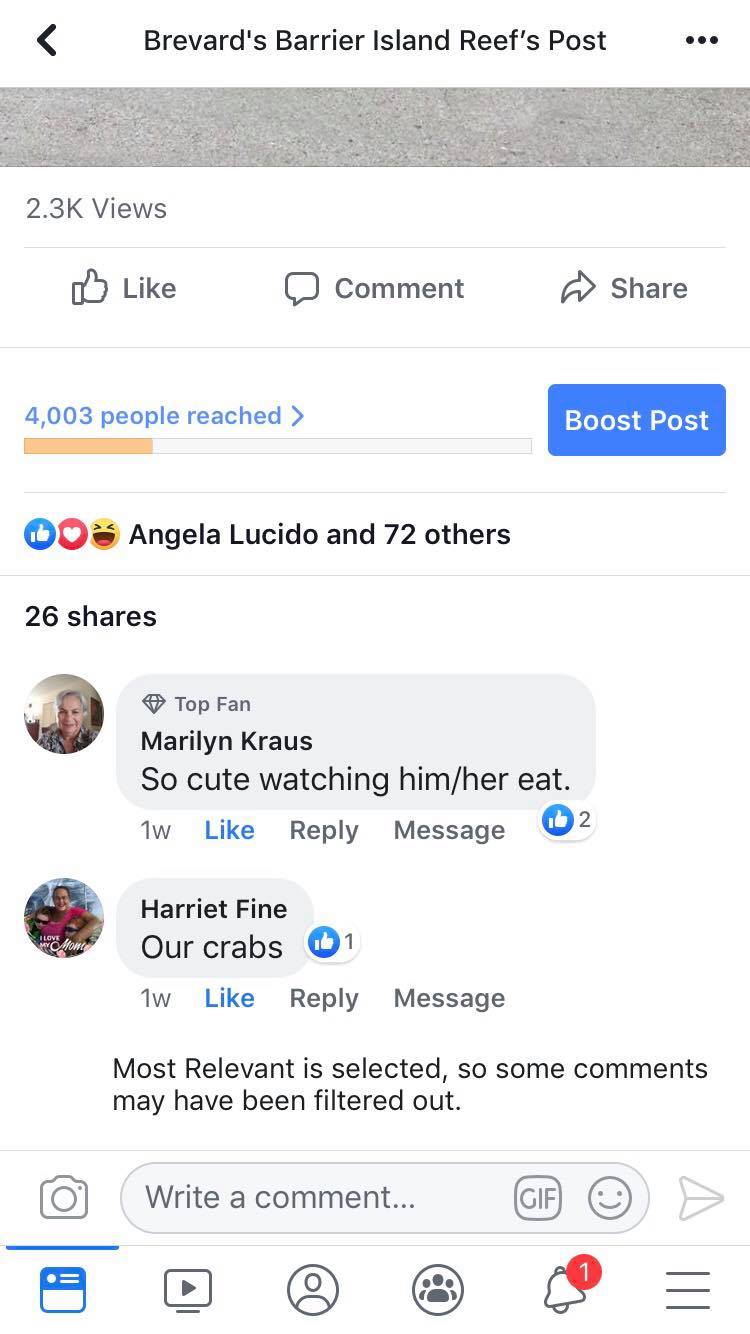 Brevard's Barrier Island Reef’s Post
2.3K Views
Like Comment Share
4,003 people reached
Boost Post
Angela Lucido and 72 others
26 shares
Top Fan
Marilyn Kraus
So cute watching him/her eat.
1w Like Reply Message 2
Harriet Fine
Our crabs 1
I LOVE
MY Mom
1w Like Reply Message
Most Relevant is selected, so some comments
may have been filtered out.
Write a comment... GIF
1